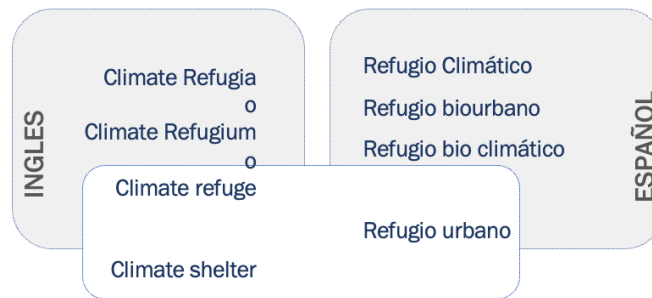 INGLES
Climate Refugia
o
Climate Refugium
o
Climate refuge
Climate shelter
Refugio Climático
Refugio biourbano
Refugio bio climático
Refugio urbano
ESPAÑOL